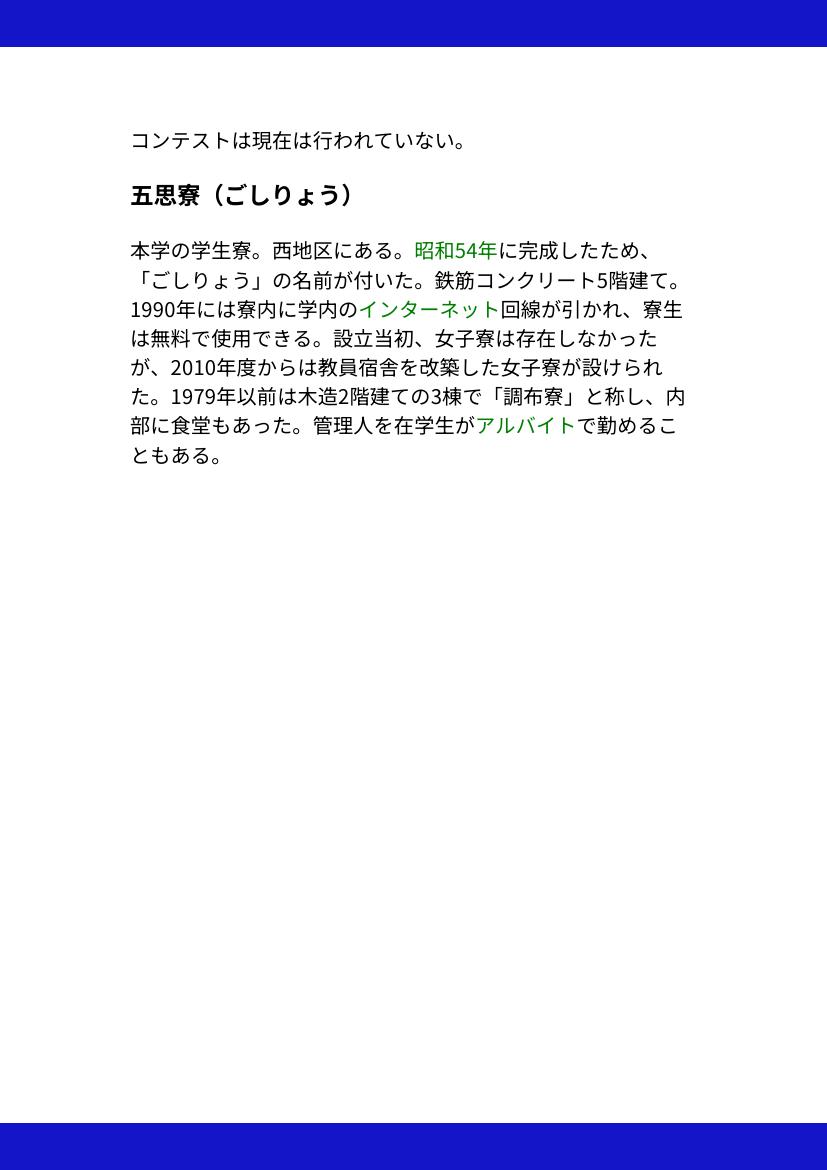 コンテストは現在は行われていない。
五思寮（ごしりょう）
本学の学生寮。西地区にある。昭和54年に完成したため、
「ごしりょう」の名前が付いた。鉄筋コンクリート5階建て。
1990年には寮内に学内のインターネット回線が引かれ、寮生
は無料で使用できる。設立当初、女子寮は存在しなかった
が、2010年度からは教員宿舎を改築した女子寮が設けられ
た。1979年以前は木造2階建ての3棟で「調布寮」と称し、内
部に食堂もあった。管理人を在学生がアルバイトで勤めるこ
ともある。